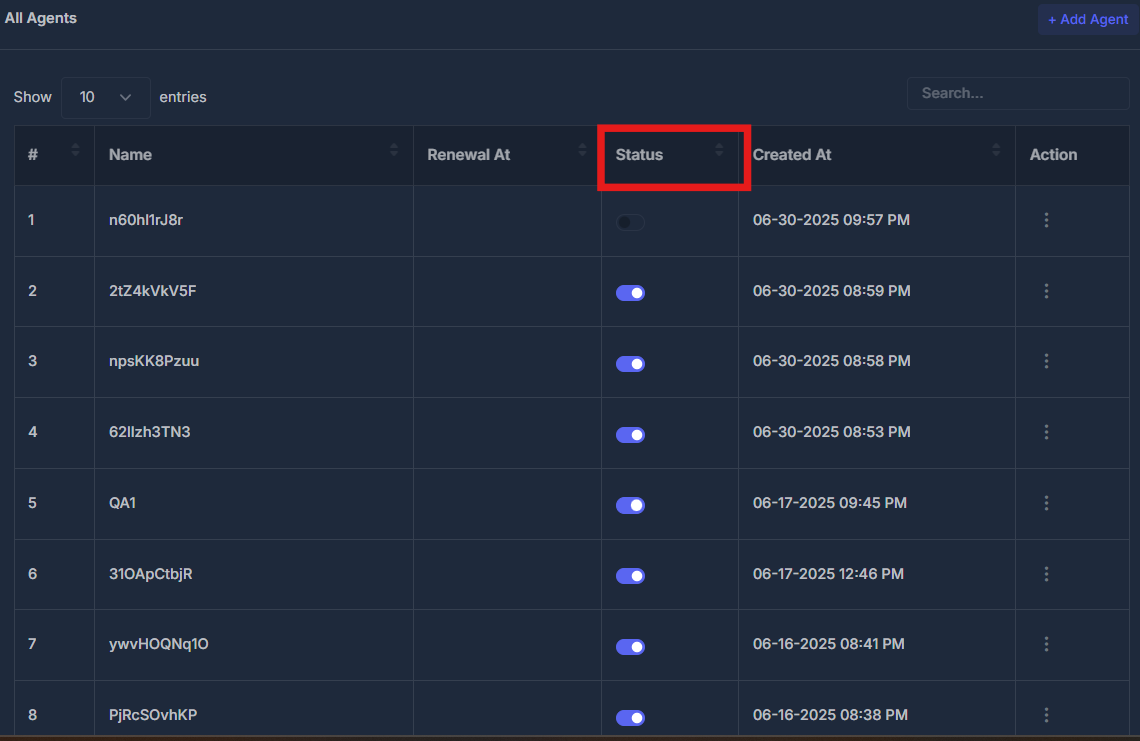 All Agents
+ Add Agent
Show 10 entries
Search...
# Name Renewal At Status Created At Action
1 n60hl1rJ8r 06-30-2025 09:57 PM
2 2tZ4kVkV5F 06-30-2025 08:59 PM
3 npsKK8Pzuu 06-30-2025 08:58 PM
4 62lIzh3TN3 06-30-2025 08:53 PM
5 QA1 06-17-2025 09:45 PM
6 31OApCtbjR 06-17-2025 12:46 PM
7 ywvHOQNq1O 06-16-2025 08:41 PM
8 PjRcSOvhKP 06-16-2025 08:38 PM